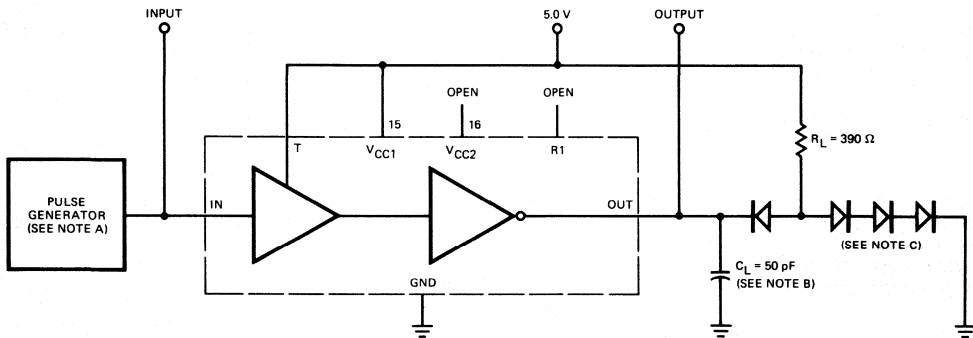 INPUT
5.0 V
OUTPUT
OPEN
OPEN
15
16
T
VCC1
VCC2
R1
RL = 390 Ω
PULSE
GENERATOR
(SEE NOTE A)
IN
OUT
(SEE NOTE C)
CL = 50 pF
(SEE NOTE B)
GND